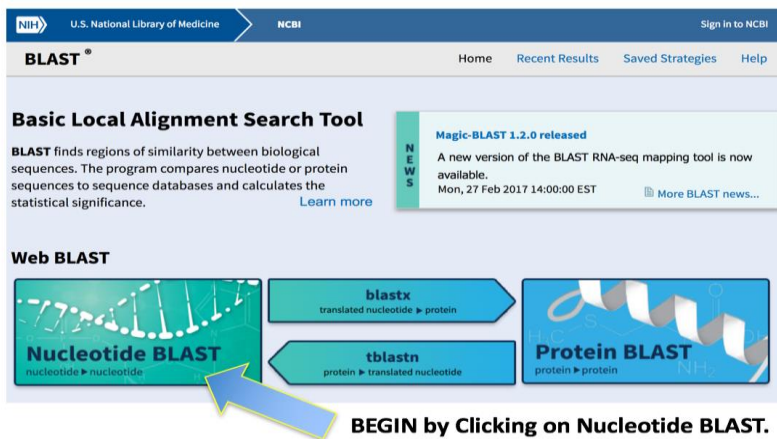 NIH U.S. National Library of Medicine NCBI Sign in to NCBI
BLAST ® Home Recent Results Saved Strategies Help
Basic Local Alignment Search Tool
BLAST finds regions of similarity between biological
sequences. The program compares nucleotide or protein
sequences to sequence databases and calculates the
statistical significance. Learn more
NEWS
Magic-BLAST 1.2.0 released
A new version of the BLAST RNA-seq mapping tool is now
available.
Mon, 27 Feb 2017 14:00:00 EST
More BLAST news...
Web BLAST
Nucleotide BLAST
nucleotide ▶ nucleotide
blastx
translated nucleotide ▶ protein
tblastn
protein ▶ translated nucleotide
Protein BLAST
protein ▶ protein
H₃C
S
O
OH
NH₂
BEGIN by Clicking on Nucleotide BLAST.